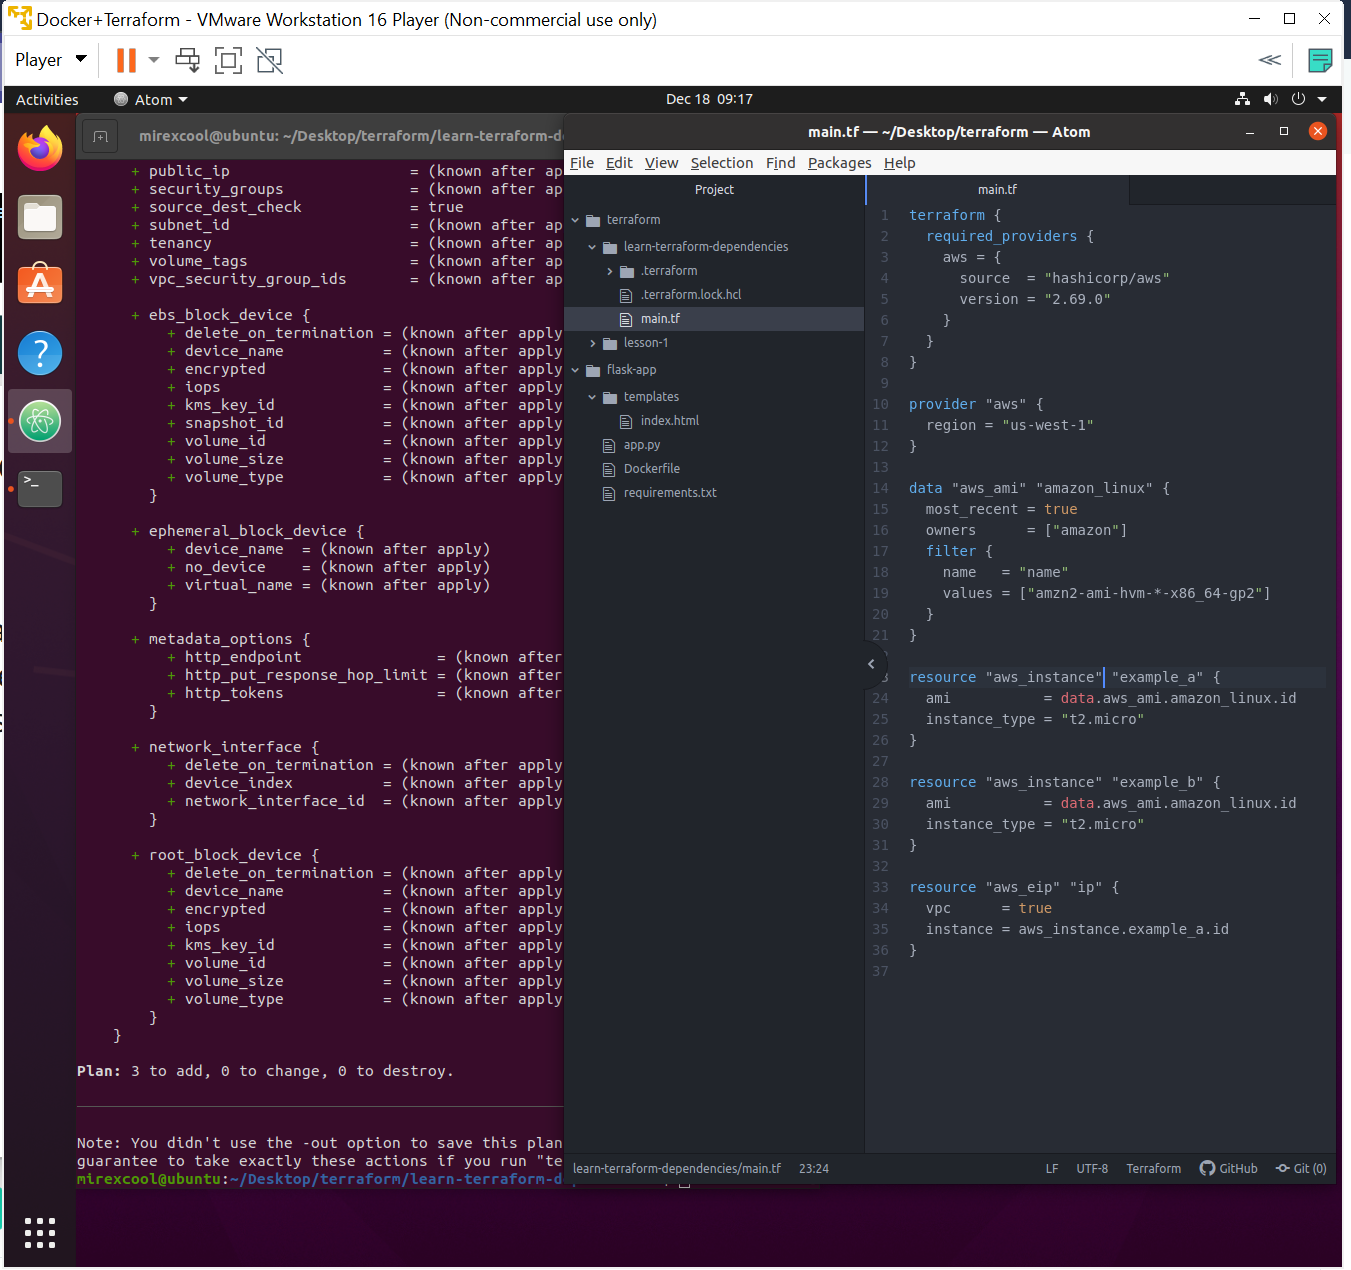 Docker+Terraform - VMware Workstation 16 Player (Non-commercial use only)
Player
Activities
Atom
Dec 18 09:17
mirexcool@ubuntu: ~/Desktop/terraform/learn-terraform-de
+ public_ip = (known after ap
+ security_groups = (known after ap
+ source_dest_check = true
+ subnet_id = (known after ap
+ tenancy = (known after ap
+ volume_tags = (known after ap
+ vpc_security_group_ids = (known after ap
+ ebs_block_device {
+ delete_on_termination = (known after apply
+ device_name = (known after apply
+ encrypted = (known after apply
+ iops = (known after apply
+ kms_key_id = (known after apply
+ snapshot_id = (known after apply
+ volume_id = (known after apply
+ volume_size = (known after apply
+ volume_type = (known after apply
}
+ ephemeral_block_device {
+ device_name = (known after apply)
+ no_device = (known after apply)
+ virtual_name = (known after apply)
}
+ metadata_options {
+ http_endpoint = (known after
+ http_put_response_hop_limit = (known after
+ http_tokens = (known after
}
+ network_interface {
+ delete_on_termination = (known after apply
+ device_index = (known after apply
+ network_interface_id = (known after apply
}
+ root_block_device {
+ delete_on_termination = (known after apply
+ device_name = (known after apply
+ encrypted = (known after apply
+ iops = (known after apply
+ kms_key_id = (known after apply
+ volume_id = (known after apply
+ volume_size = (known after apply
+ volume_type = (known after apply
}
}
Plan: 3 to add, 0 to change, 0 to destroy.
Note: You didn't use the -out option to save this plan
guarantee to take exactly these actions if you run "te
mirexcool@ubuntu:~/Desktop/terraform/learn-terraform-d
main.tf — ~/Desktop/terraform — Atom
File Edit View Selection Find Packages Help
Project
terraform
learn-terraform-dependencies
.terraform
.terraform.lock.hcl
main.tf
lesson-1
flask-app
templates
index.html
app.py
Dockerfile
requirements.txt
main.tf
1 terraform {
2 required_providers {
3 aws = {
4 source = "hashicorp/aws"
5 version = "2.69.0"
6 }
7 }
8 }
9
10 provider "aws" {
11 region = "us-west-1"
12 }
13
14 data "aws_ami" "amazon_linux" {
15 most_recent = true
16 owners = ["amazon"]
17 filter {
18 name = "name"
19 values = ["amzn2-ami-hvm-*-x86_64-gp2"]
20 }
21 }
3 resource "aws_instance" "example_a" {
24 ami = data.aws_ami.amazon_linux.id
25 instance_type = "t2.micro"
26 }
27
28 resource "aws_instance" "example_b" {
29 ami = data.aws_ami.amazon_linux.id
30 instance_type = "t2.micro"
31 }
32
33 resource "aws_eip" "ip" {
34 vpc = true
35 instance = aws_instance.example_a.id
36 }
37
learn-terraform-dependencies/main.tf 23:24 LF UTF-8 Terraform GitHub Git (0)